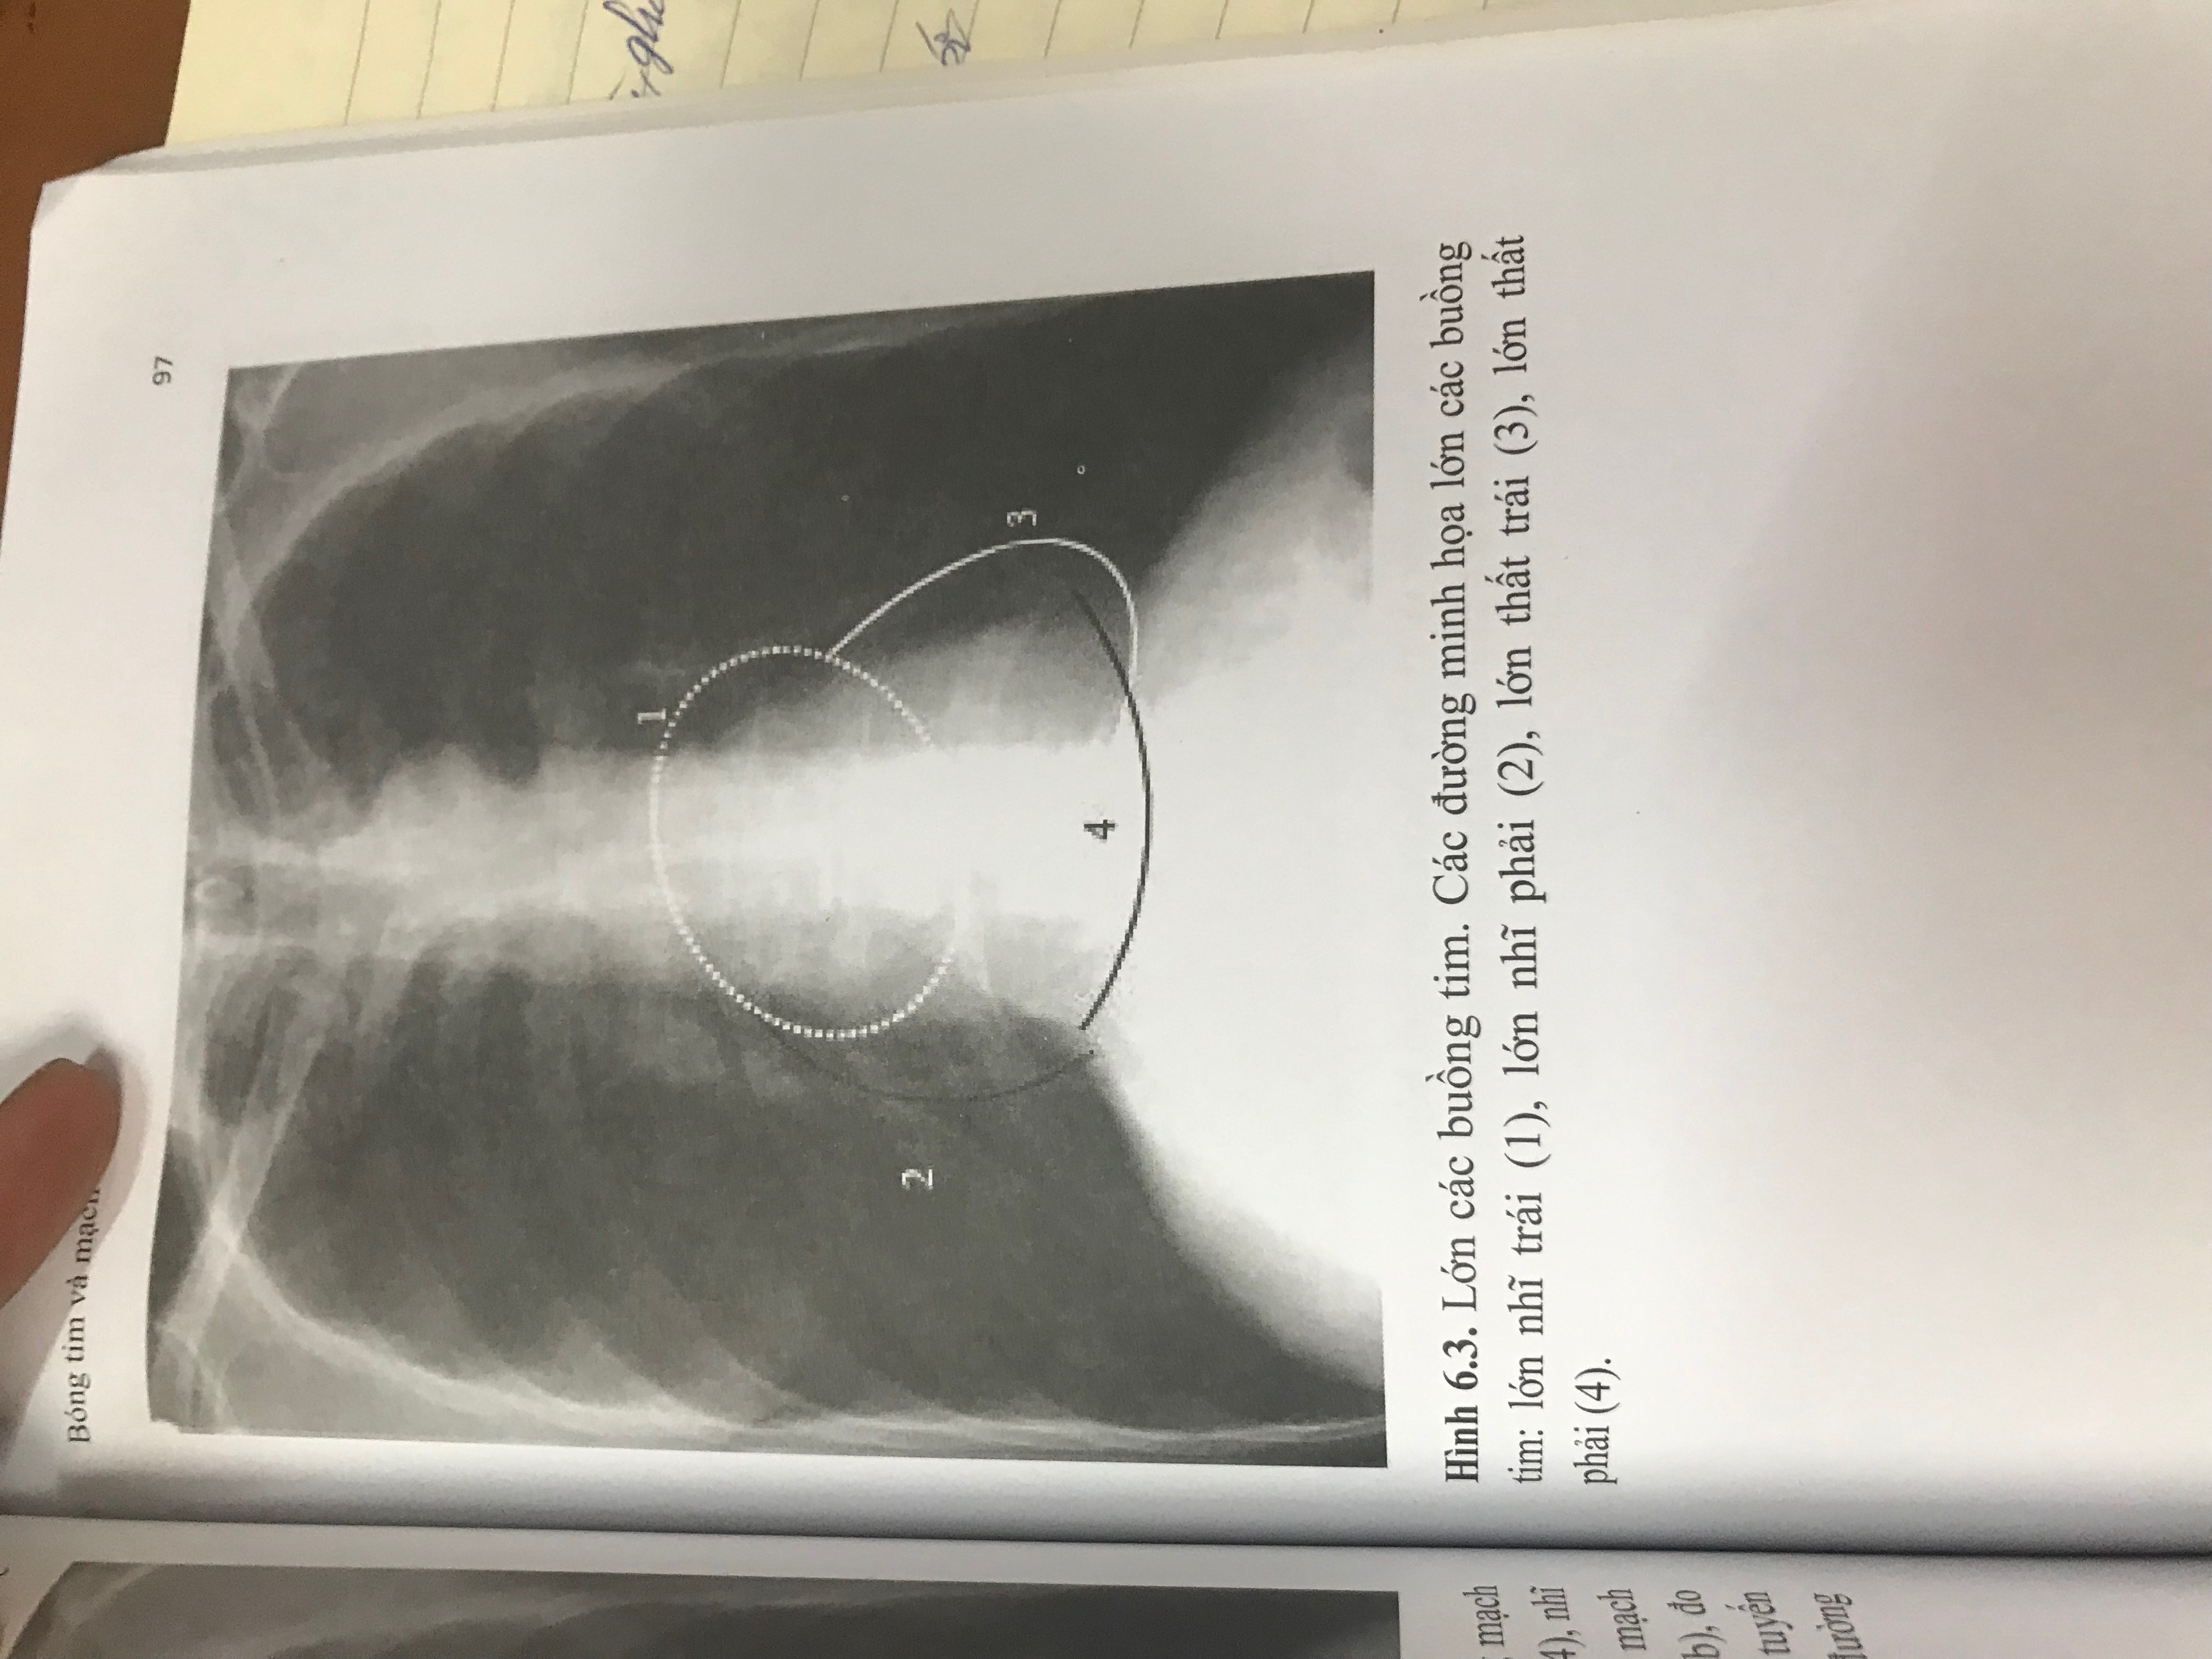 Bóng tim và
97
1
2
3
4
Hình 6.3. Lớn các buồng tim. Các đường minh họa lớn các buồng
tim: lớn nhĩ trái (1), lớn nhĩ phải (2), lớn thất trái (3), lớn thất
phải (4).
mạch
4), nhĩ
mạch
b), đo
tuyến